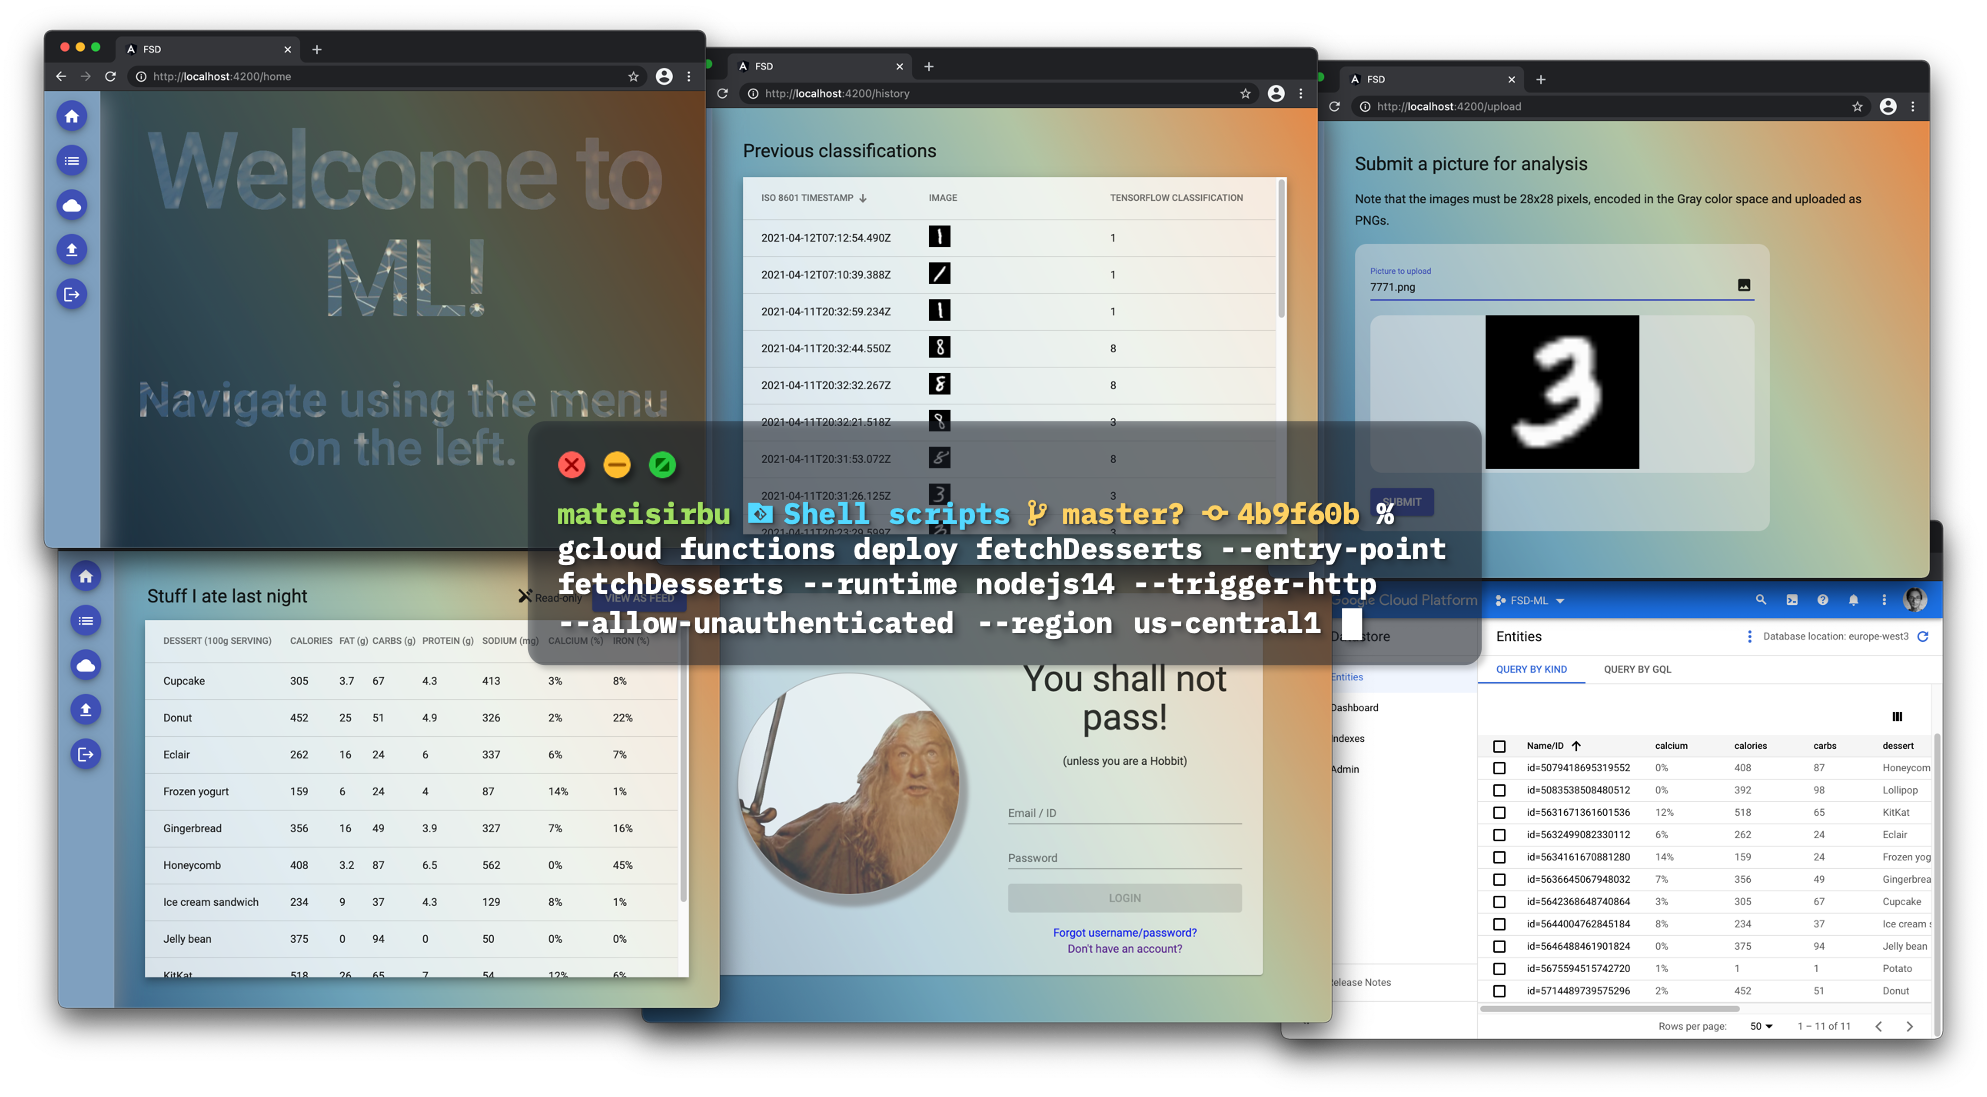 FSD
http://localhost:4200/home
Welcome to
ML!
Navigate using the menu
on the left.
FSD
http://localhost:4200/history
Previous classifications
ISO 8601 TIMESTAMP IMAGE TENSORFLOW CLASSIFICATION
2021-04-12T07:12:54.490Z 1 1
2021-04-12T07:10:39.388Z 1 1
2021-04-11T20:32:59.234Z 1 1
2021-04-11T20:32:44.550Z 8 8
2021-04-11T20:32:32.267Z 8 8
2021-04-11T20:32:21.518Z 8 3
2021-04-11T20:31:53.072Z 8 8
2021-04-11T20:31:26.125Z 3 3
FSD
http://localhost:4200/upload
Submit a picture for analysis
Note that the images must be 28x28 pixels, encoded in the Gray color space and uploaded as
PNGs.
Picture to upload
7771.png
3
SUBMIT
mateisirbu Shell scripts master? 4b9f60b %
gcloud functions deploy fetchDesserts --entry-point
fetchDesserts --runtime nodejs14 --trigger-http
--allow-unauthenticated --region us-central1
Stuff I ate last night
Read-only
VIEW AS FEED
DESSERT (100g SERVING) CALORIES FAT (g) CARBS (g) PROTEIN (g) SODIUM (mg) CALCIUM (%) IRON (%)
Cupcake 305 3.7 67 4.3 413 3% 8%
Donut 452 25 51 4.9 326 2% 22%
Eclair 262 16 24 6 337 6% 7%
Frozen yogurt 159 6 24 4 87 14% 1%
Gingerbread 356 16 49 3.9 327 7% 16%
Honeycomb 408 3.2 87 6.5 562 0% 45%
Ice cream sandwich 234 9 37 4.3 129 8% 1%
Jelly bean 375 0 94 0 50 0% 0%
KitKat 518 26 65 7 54 12% 6%
You shall not
pass!
(unless you are a Hobbit)
Email / ID
Password
LOGIN
Forgot username/password?
Don't have an account?
Google Cloud Platform
FSD-ML
Datastore
Entities
Dashboard
Indexes
Admin
Release Notes
Entities
Database location: europe-west3
QUERY BY KIND QUERY BY GQL
Name/ID calcium calories carbs dessert
id=5079418695319552 0% 408 87 Honeycom
id=5083538508480512 0% 392 98 Lollipop
id=5631671361601536 12% 518 65 KitKat
id=5632499082330112 6% 262 24 Eclair
id=5634161670881280 14% 159 24 Frozen yog
id=5636645067948032 7% 356 49 Gingerbrea
id=5642368648740864 3% 305 67 Cupcake
id=5644004762845184 8% 234 37 Ice cream s
id=5646488461901824 0% 375 94 Jelly bean
id=5675594515742720 1% 1 1 Potato
id=5714489739575296 2% 452 51 Donut
Rows per page: 50 1 – 11 of 11